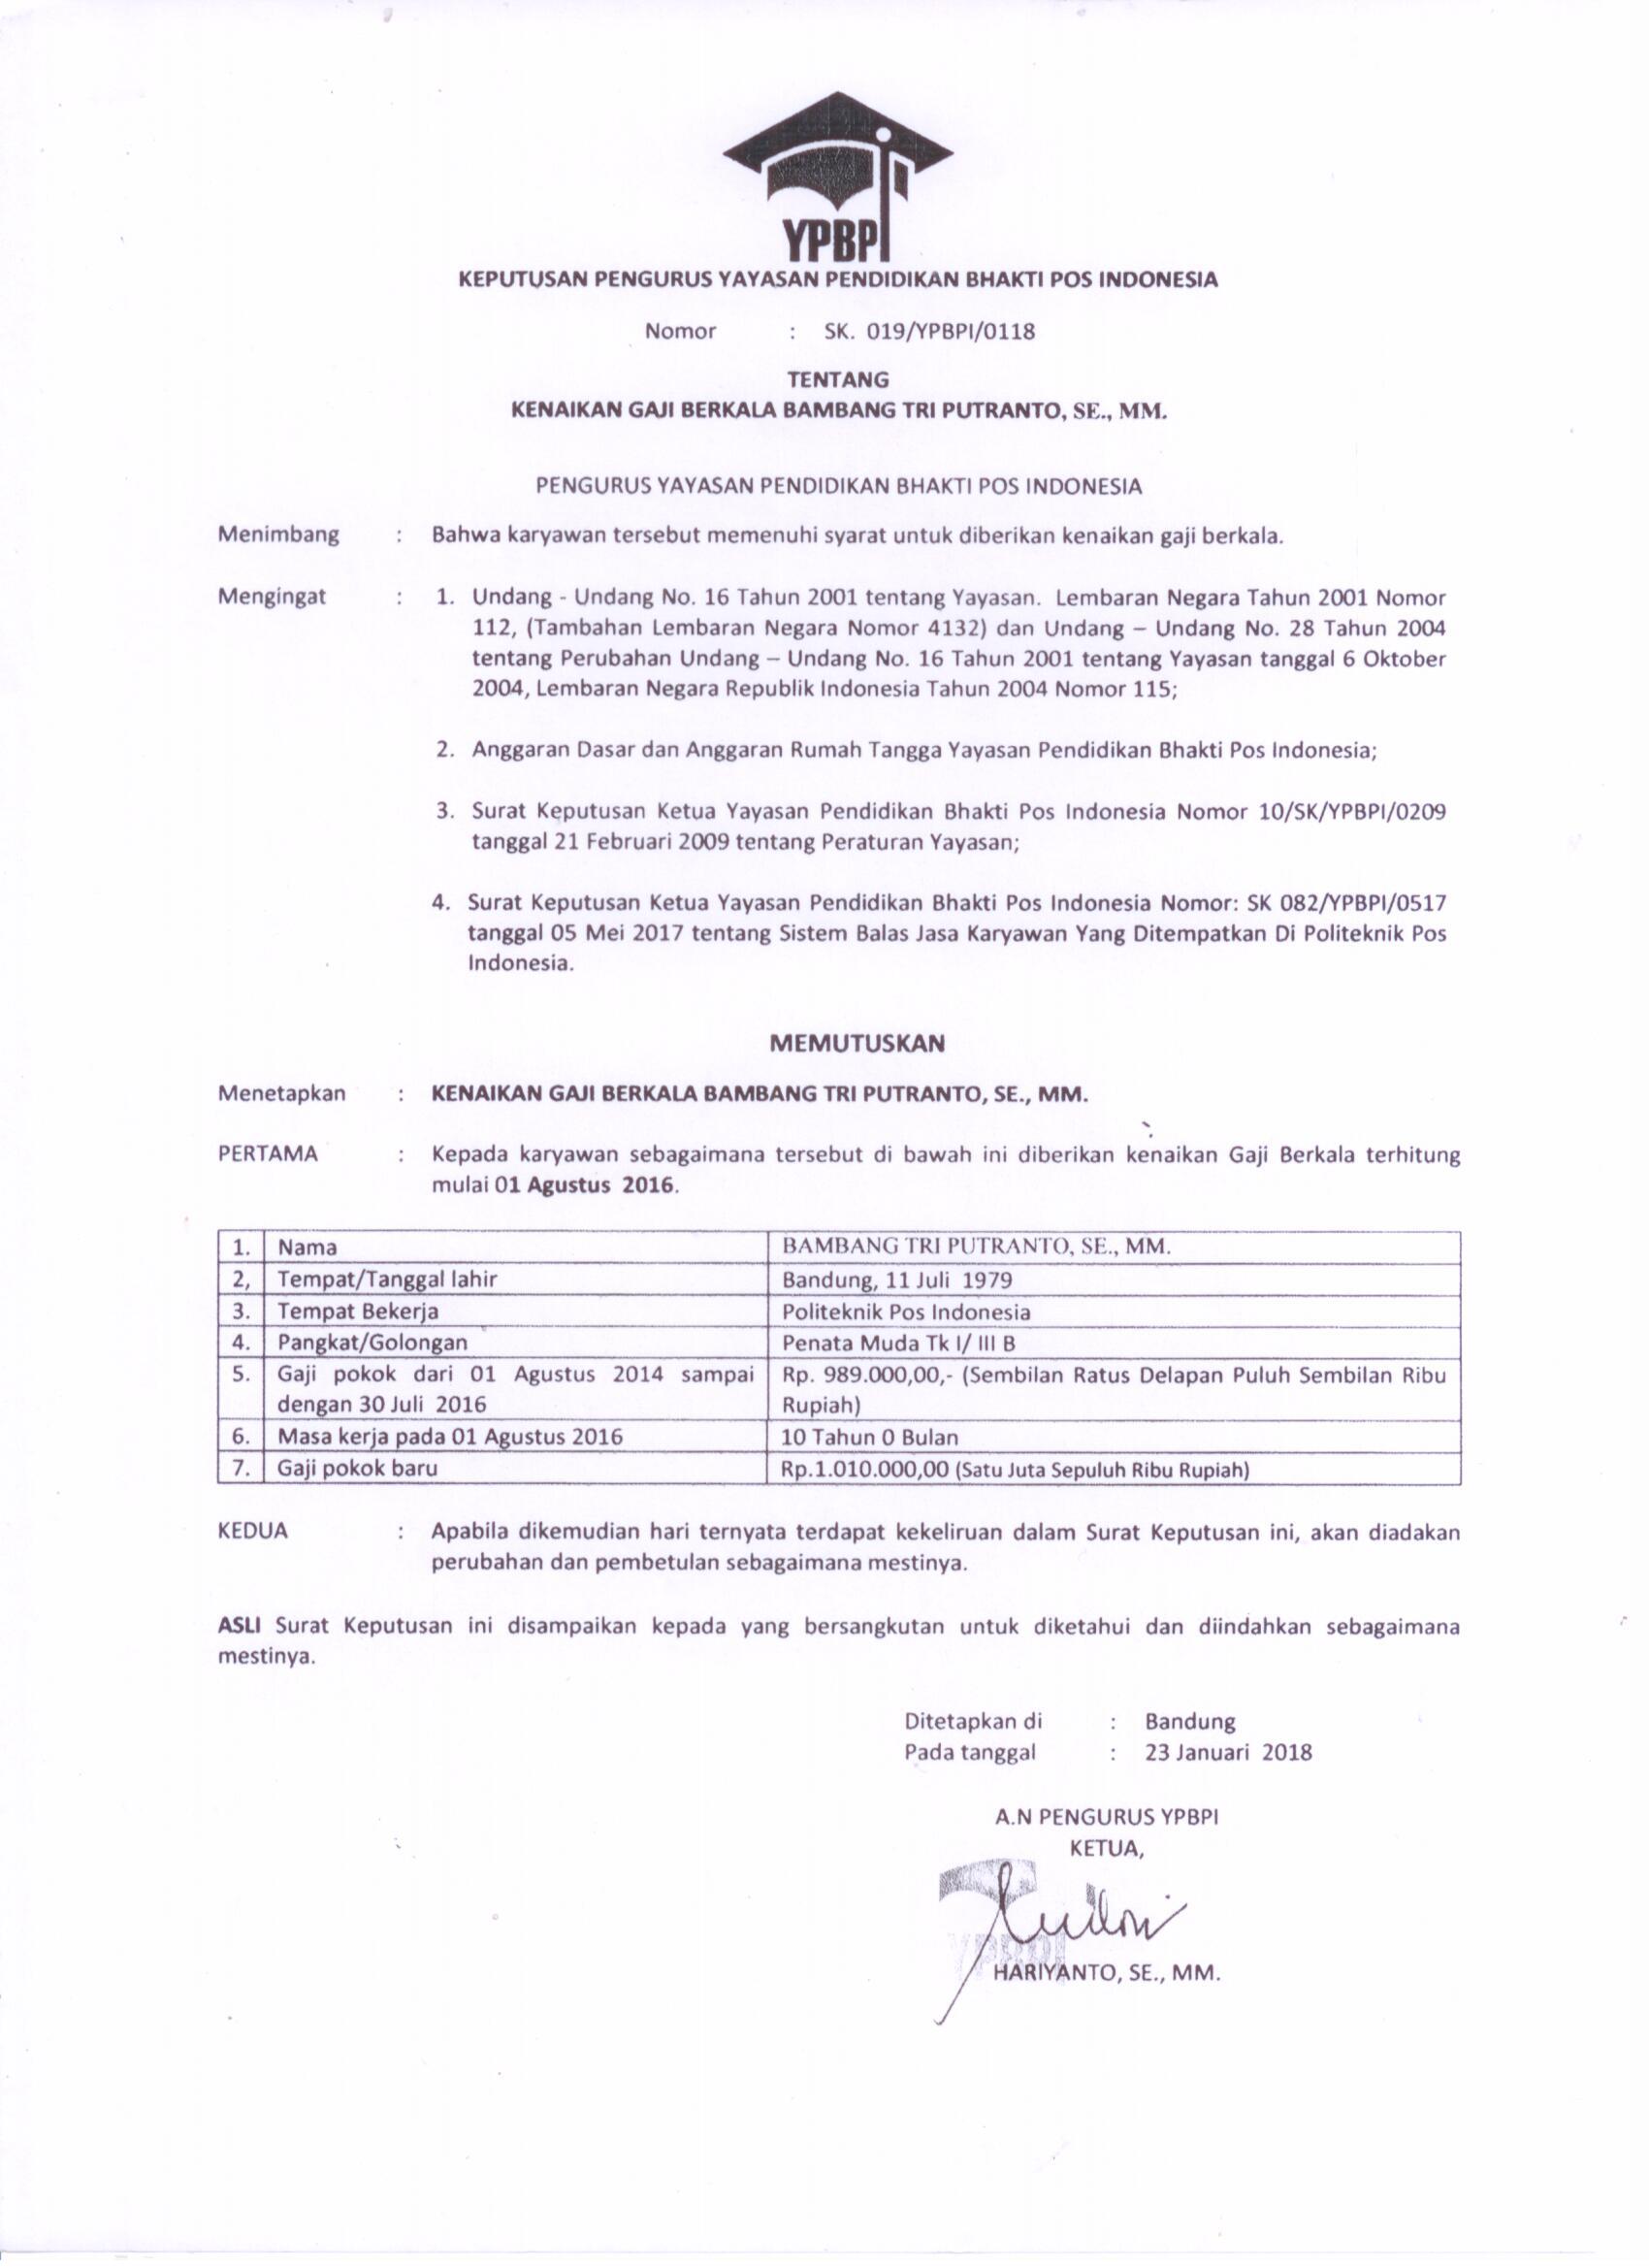 YPBPI
KEPUTUSAN PENGURUS YAYASAN PENDIDIKAN BHAKTI POS INDONESIA
Nomor : SK. 019/YPBPI/0118
TENTANG
KENAIKAN GAJI BERKALA BAMBANG TRI PUTRANTO, SE., MM.
PENGURUS YAYASAN PENDIDIKAN BHAKTI POS INDONESIA
Menimbang : Bahwa karyawan tersebut memenuhi syarat untuk diberikan kenaikan gaji berkala.
Mengingat : 1. Undang - Undang No. 16 Tahun 2001 tentang Yayasan. Lembaran Negara Tahun 2001 Nomor
112, (Tambahan Lembaran Negara Nomor 4132) dan Undang – Undang No. 28 Tahun 2004
tentang Perubahan Undang – Undang No. 16 Tahun 2001 tentang Yayasan tanggal 6 Oktober
2004, Lembaran Negara Republik Indonesia Tahun 2004 Nomor 115;
2. Anggaran Dasar dan Anggaran Rumah Tangga Yayasan Pendidikan Bhakti Pos Indonesia;
3. Surat Keputusan Ketua Yayasan Pendidikan Bhakti Pos Indonesia Nomor 10/SK/YPBPI/0209
tanggal 21 Februari 2009 tentang Peraturan Yayasan;
4. Surat Keputusan Ketua Yayasan Pendidikan Bhakti Pos Indonesia Nomor: SK 082/YPBPI/0517
tanggal 05 Mei 2017 tentang Sistem Balas Jasa Karyawan Yang Ditempatkan Di Politeknik Pos
Indonesia.
MEMUTUSKAN
Menetapkan : KENAIKAN GAJI BERKALA BAMBANG TRI PUTRANTO, SE., MM.
PERTAMA : Kepada karyawan sebagaimana tersebut di bawah ini diberikan kenaikan Gaji Berkala terhitung
mulai 01 Agustus 2016.
1. Nama BAMBANG TRI PUTRANTO, SE., MM.
2, Tempat/Tanggal lahir Bandung, 11 Juli 1979
3. Tempat Bekerja Politeknik Pos Indonesia
4. Pangkat/Golongan Penata Muda Tk I/ III B
5. Gaji pokok dari 01 Agustus 2014 sampai Rp. 989.000,00,- (Sembilan Ratus Delapan Puluh Sembilan Ribu
dengan 30 Juli 2016 Rupiah)
6. Masa kerja pada 01 Agustus 2016 10 Tahun 0 Bulan
7. Gaji pokok baru Rp.1.010.000,00 (Satu Juta Sepuluh Ribu Rupiah)
KEDUA : Apabila dikemudian hari ternyata terdapat kekeliruan dalam Surat Keputusan ini, akan diadakan
perubahan dan pembetulan sebagaimana mestinya.
ASLI Surat Keputusan ini disampaikan kepada yang bersangkutan untuk diketahui dan diindahkan sebagaimana
mestinya.
Ditetapkan di : Bandung
Pada tanggal : 23 Januari 2018
A.N PENGURUS YPBPI
KETUA,
YPBPI
HARIYANTO, SE., MM.